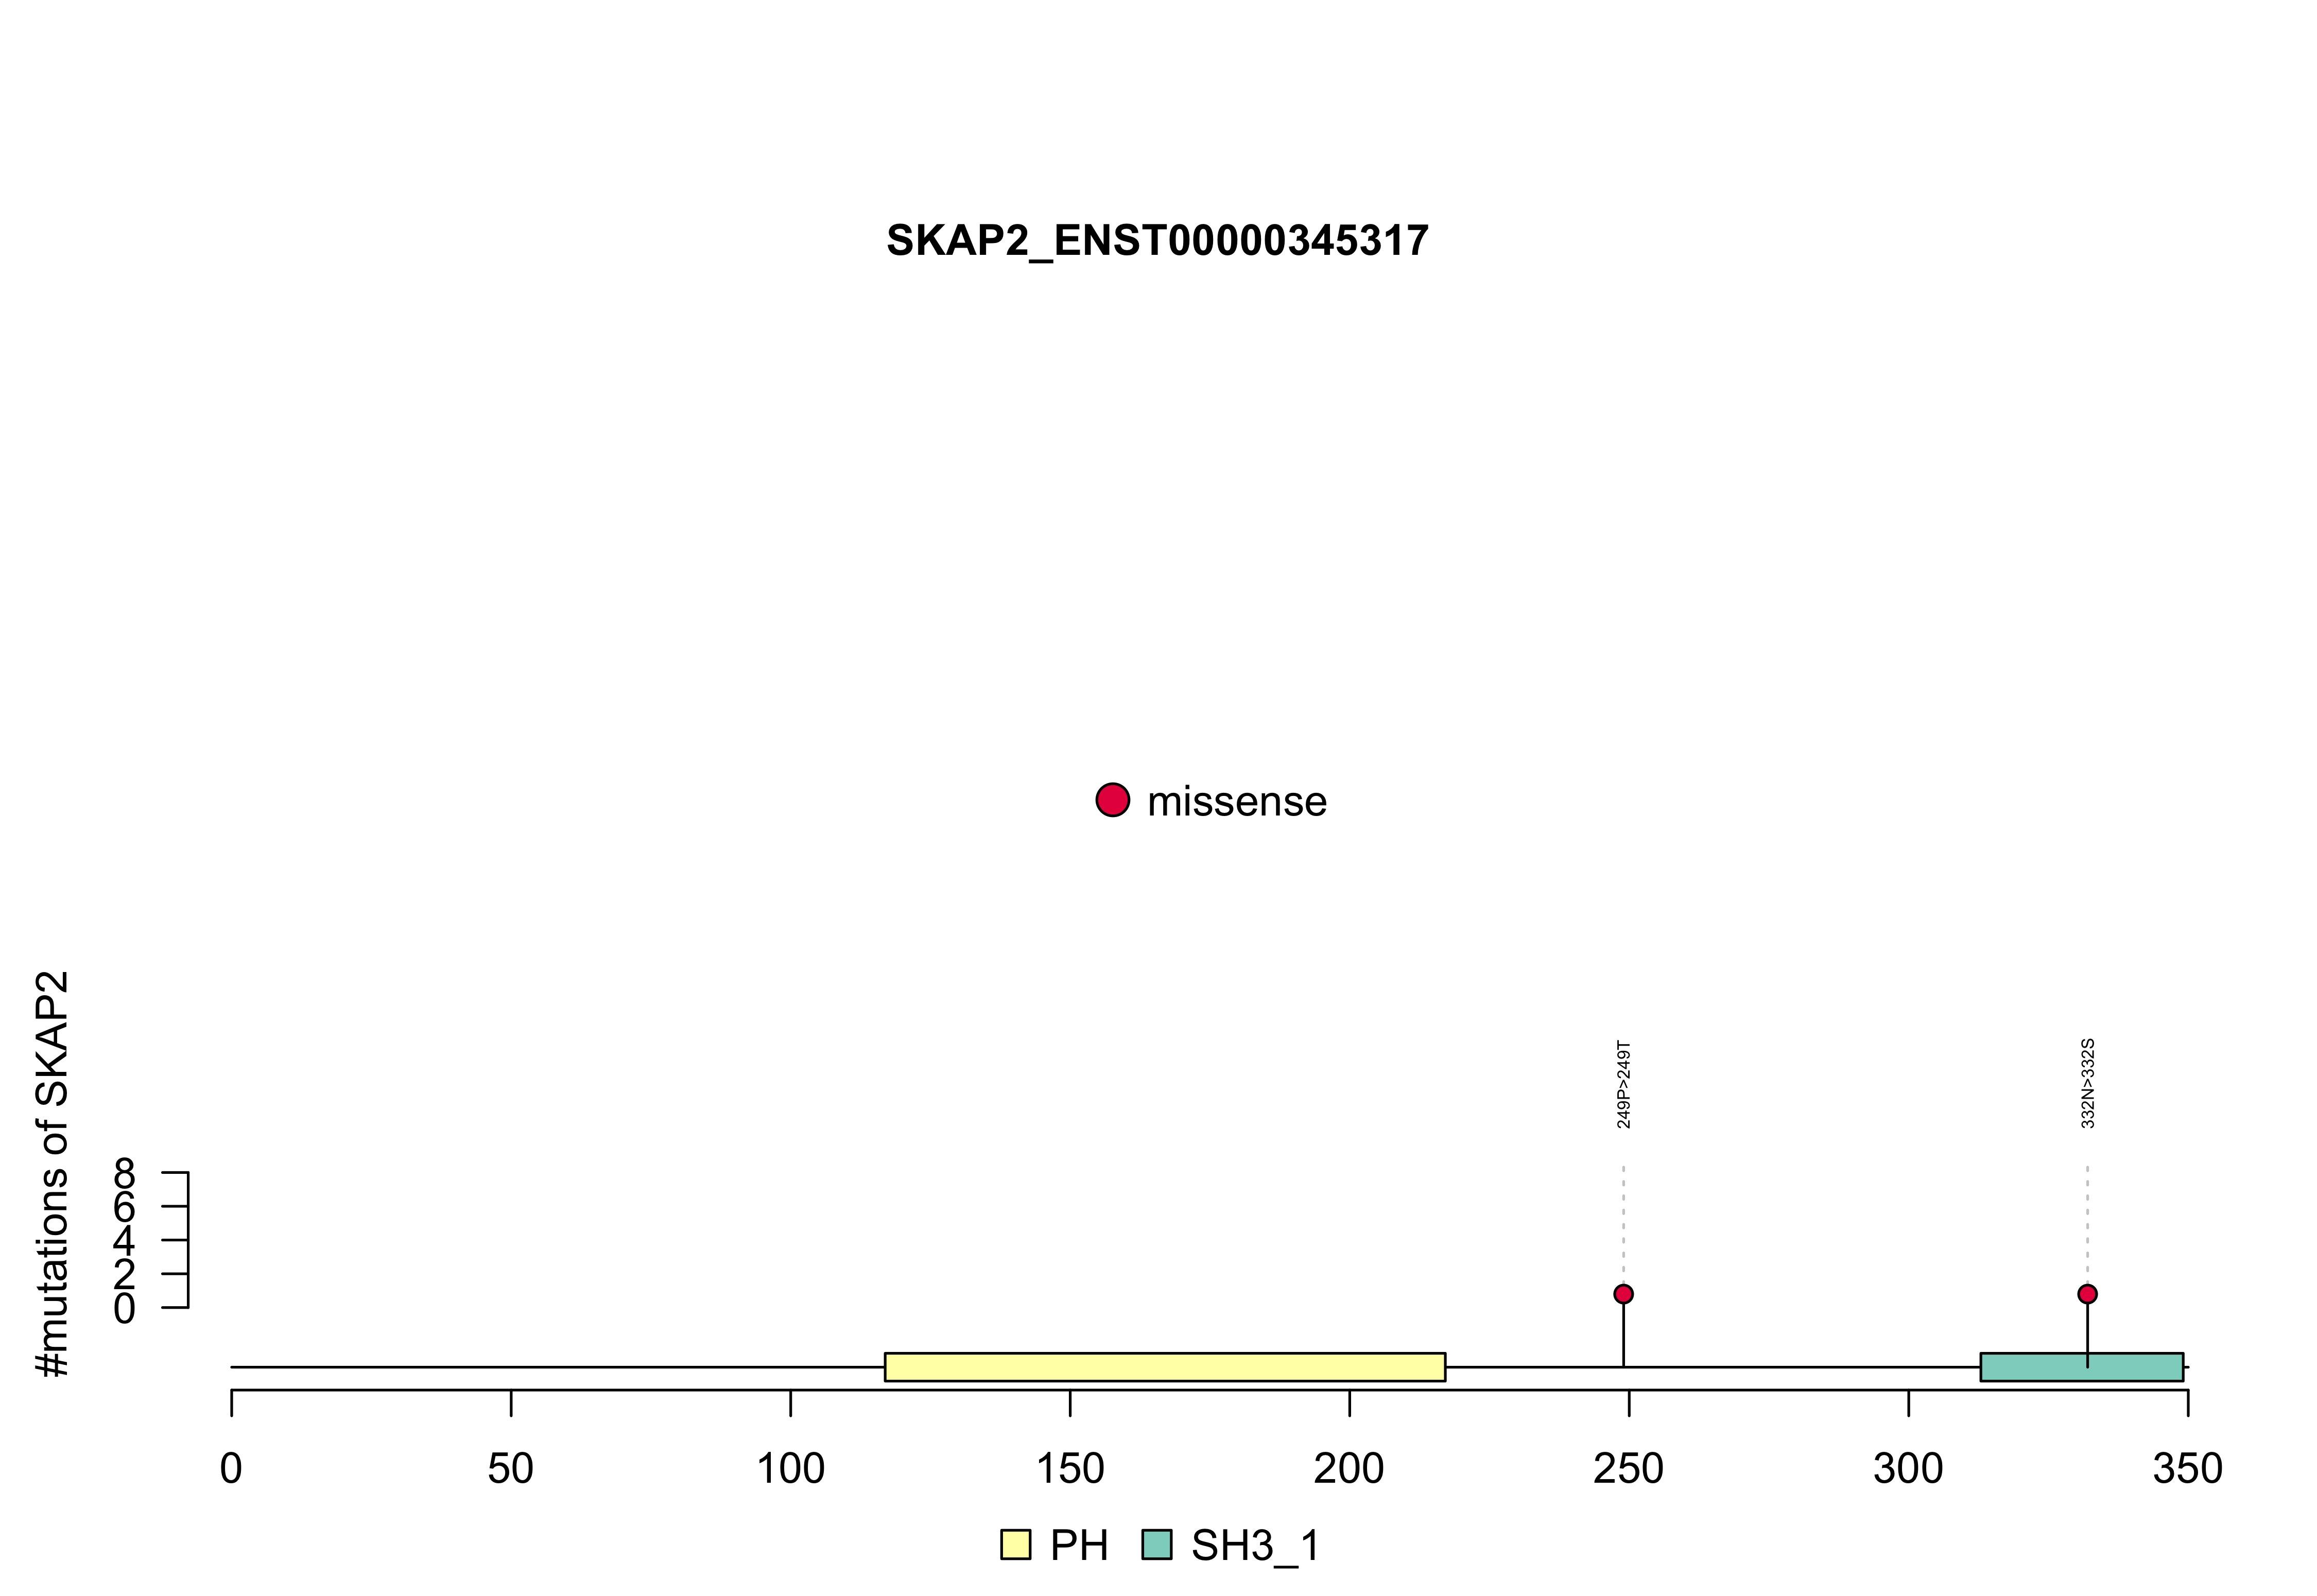 SKAP2_ENST00000345317
missense
#mutations of SKAP2
249P>249T
332N>332S
8
6
4
2
0
0 50 100 150 200 250 300 350
PH SH3_1